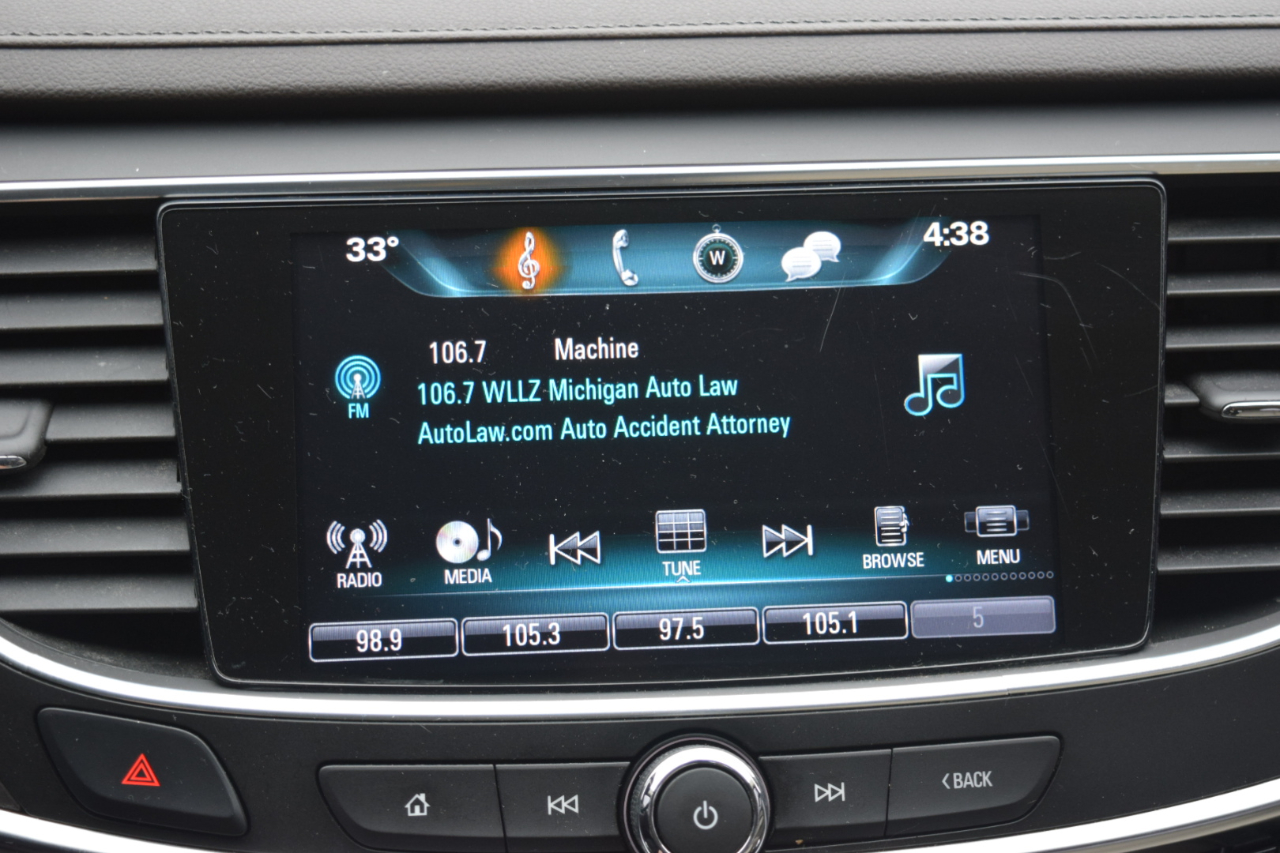 33° W 4:38
106.7 Machine
FM 106.7 WLLZ Michigan Auto Law
AutoLaw.com Auto Accident Attorney
RADIO MEDIA TUNE BROWSE MENU
98.9 105.3 97.5 105.1 5
BACK